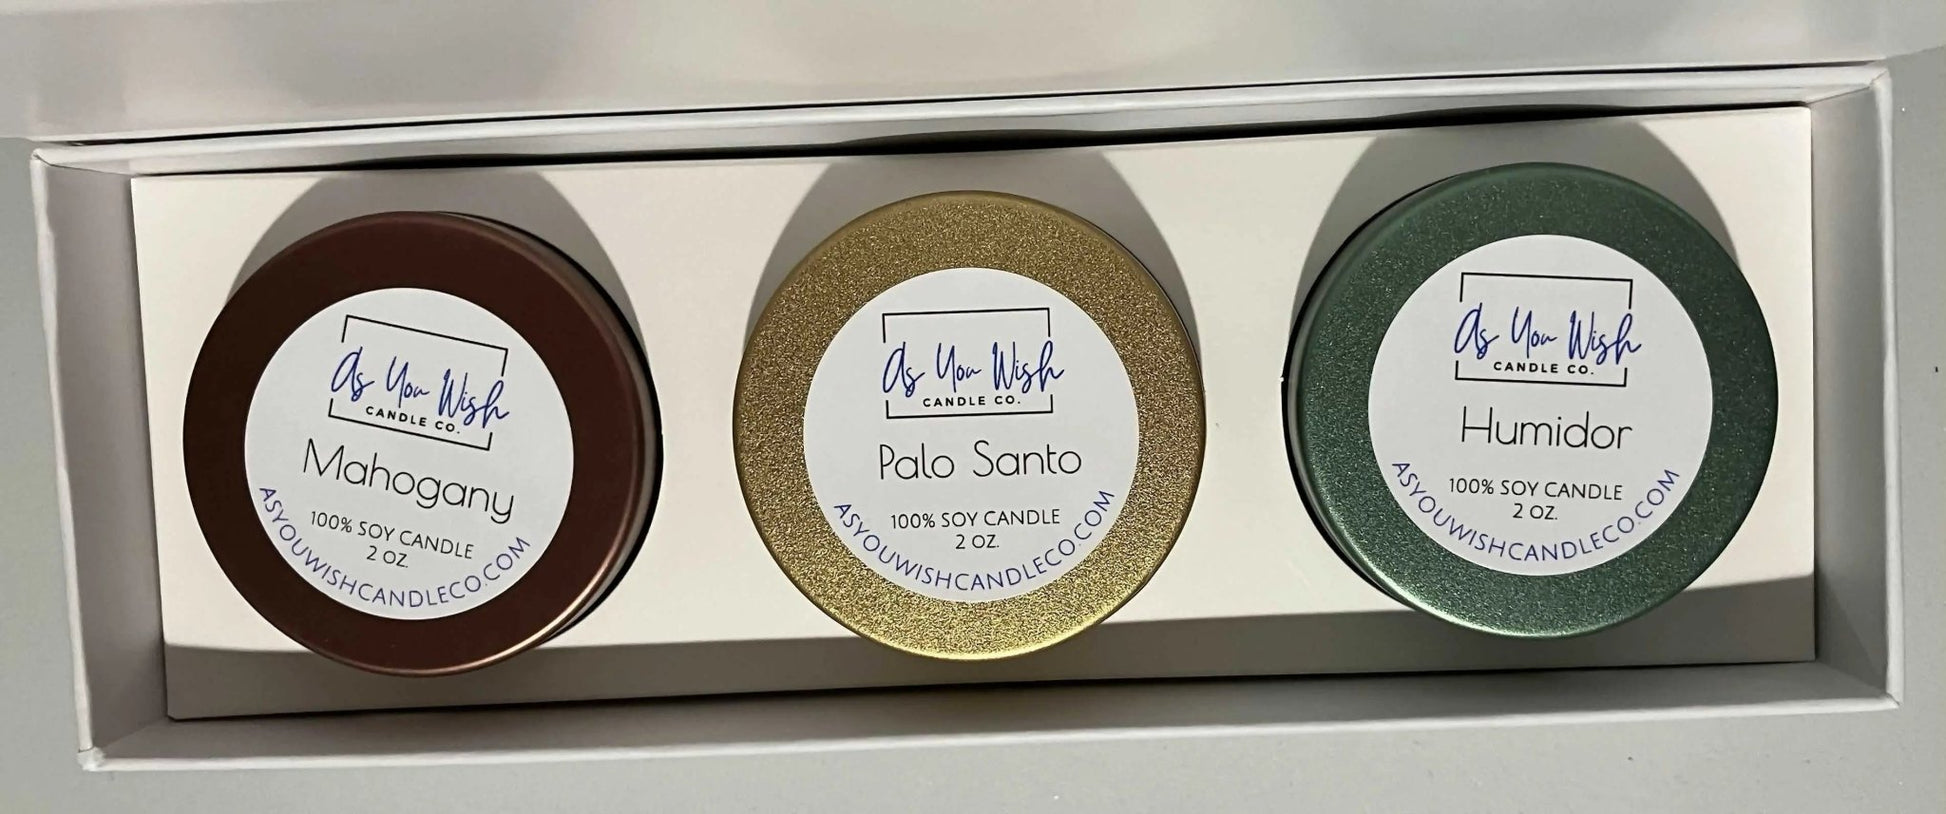 As You Wish
CANDLE CO.
Mahogany
100% SOY CANDLE
2 OZ.
ASYOUWISHCANDLECO.COM
As You Wish
CANDLE CO.
Palo Santo
100% SOY CANDLE
2 OZ.
ASYOUWISHCANDLECO.COM
As You Wish
CANDLE CO.
Humidor
100% SOY CANDLE
2 OZ.
ASYOUWISHCANDLECO.COM